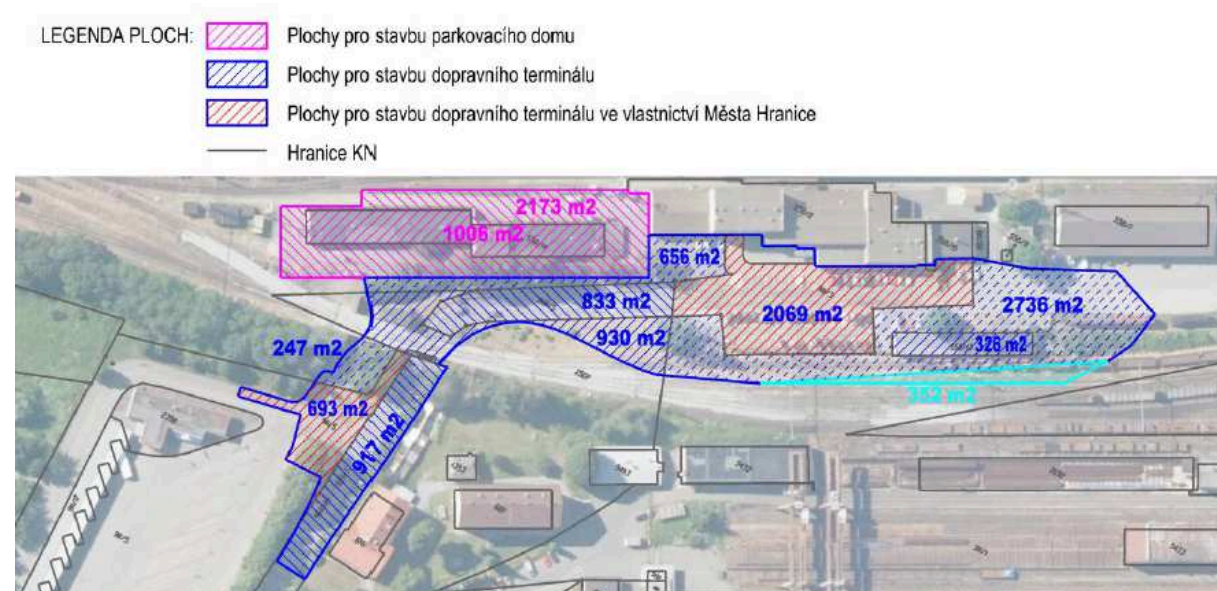 LEGENDA PLOCH:
Plochy pro stavbu parkovacího domu
Plochy pro stavbu dopravního terminálu
Plochy pro stavbu dopravního terminálu ve vlastnictví Města Hranice
Hranice KN
2173 m2
1006 m2
656 m2
833 m2
2069 m2
2736 m2
930 m2
326 m2
247 m2
352 m2
693 m2
917 m2